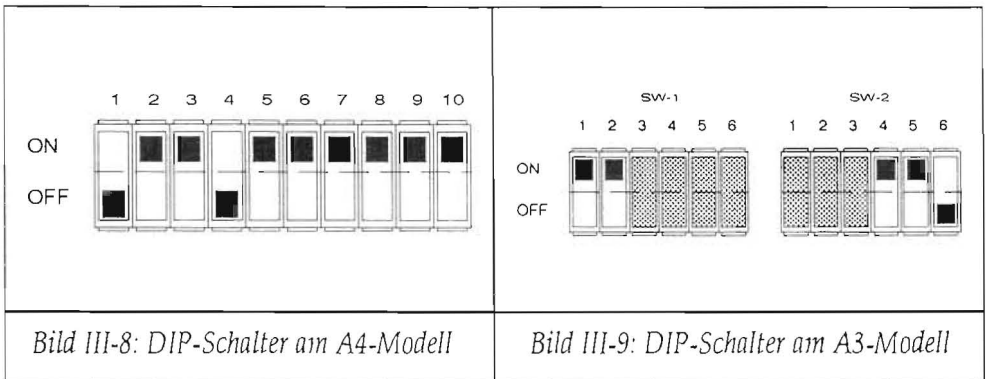 1 2 3 4 5 6 7 8 9 10
ON
OFF
Bild III-8: DIP-Schalter am A4-Modell
SW-1 SW-2
1 2 3 4 5 6 1 2 3 4 5 6
ON
OFF
Bild III-9: DIP-Schalter am A3-Modell